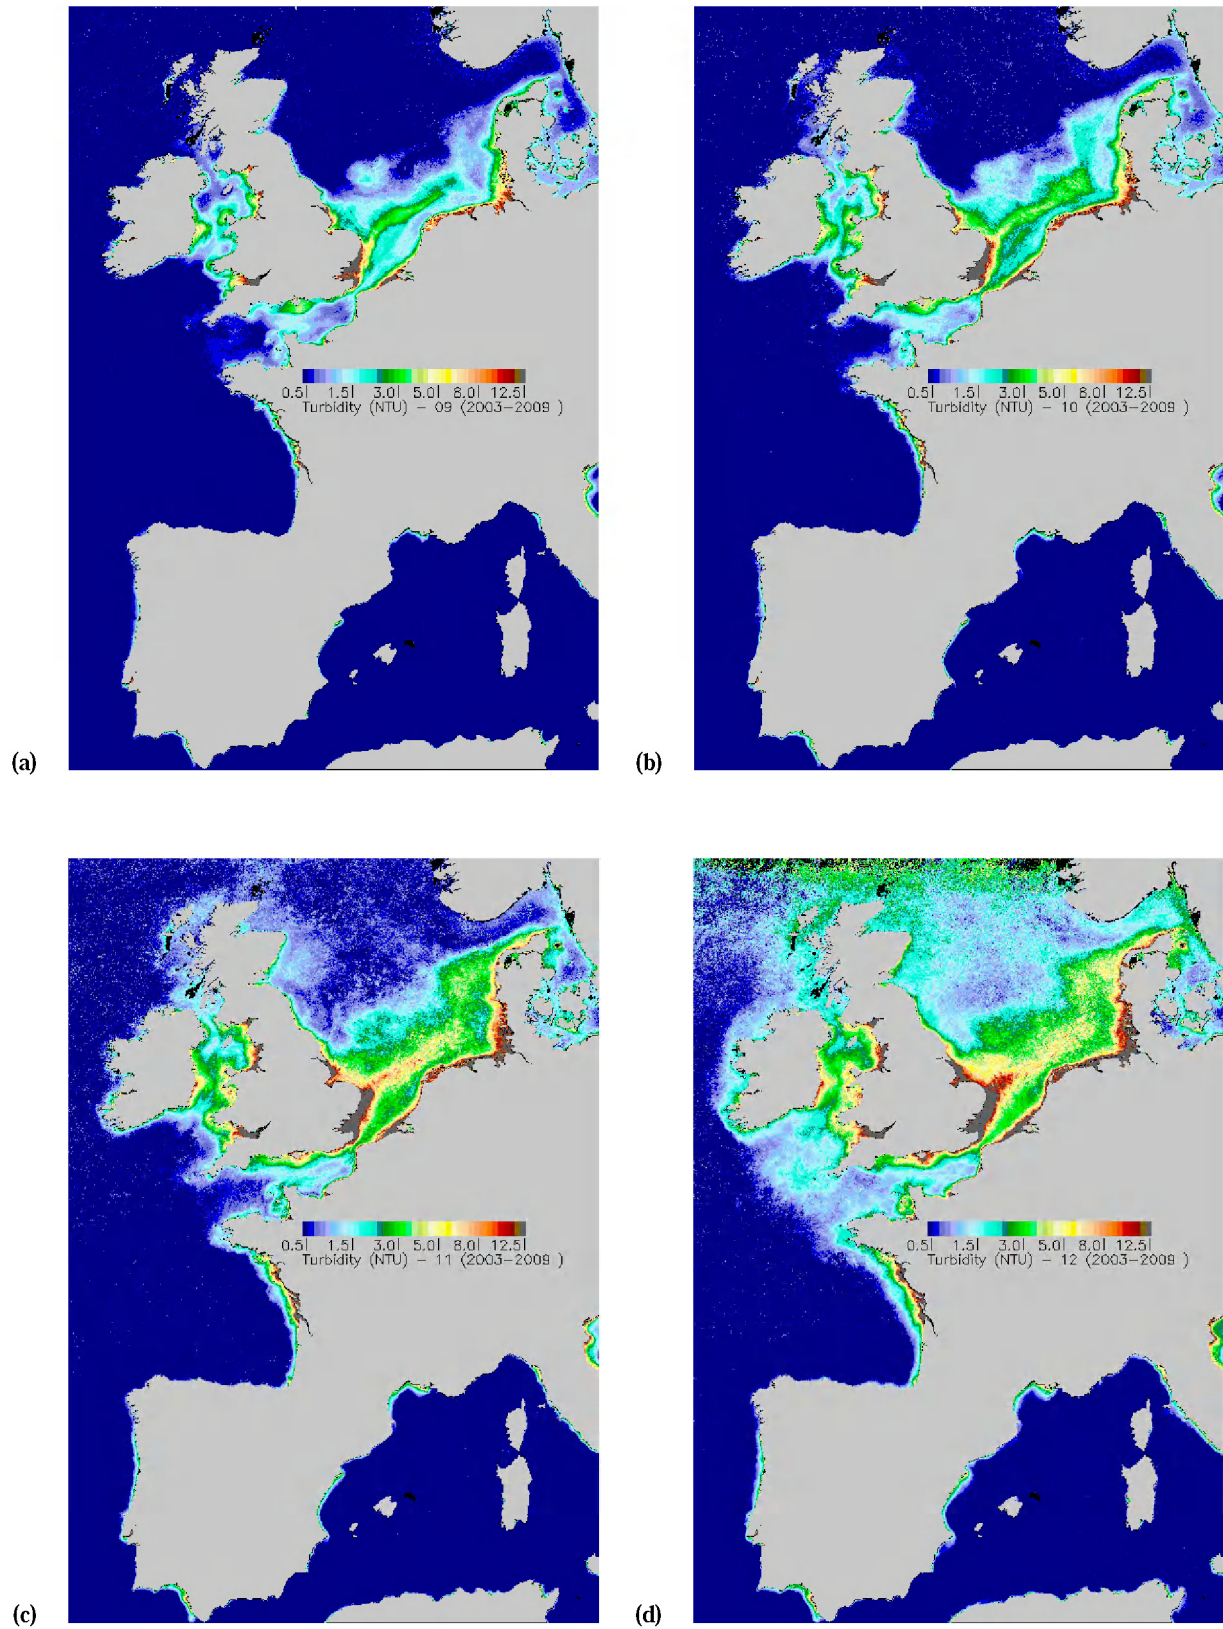 0.5| 1.5| 3.0| 5.0| 8.0| 12.5|
Turbidity (NTU) - 09 (2003-2009 )
(a)
0.5| 1.5| 3.0| 5.0| 8.0| 12.5|
Turbidity (NTU) - 10 (2003-2009 )
(b)
0.5| 1.5| 3.0| 5.0| 8.0| 12.5|
Turbidity (NTU) - 11 (2003-2009 )
(c)
0.5| 1.5| 3.0| 5.0| 8.0| 12.5|
Turbidity (NTU) - 12 (2003-2009 )
(d)